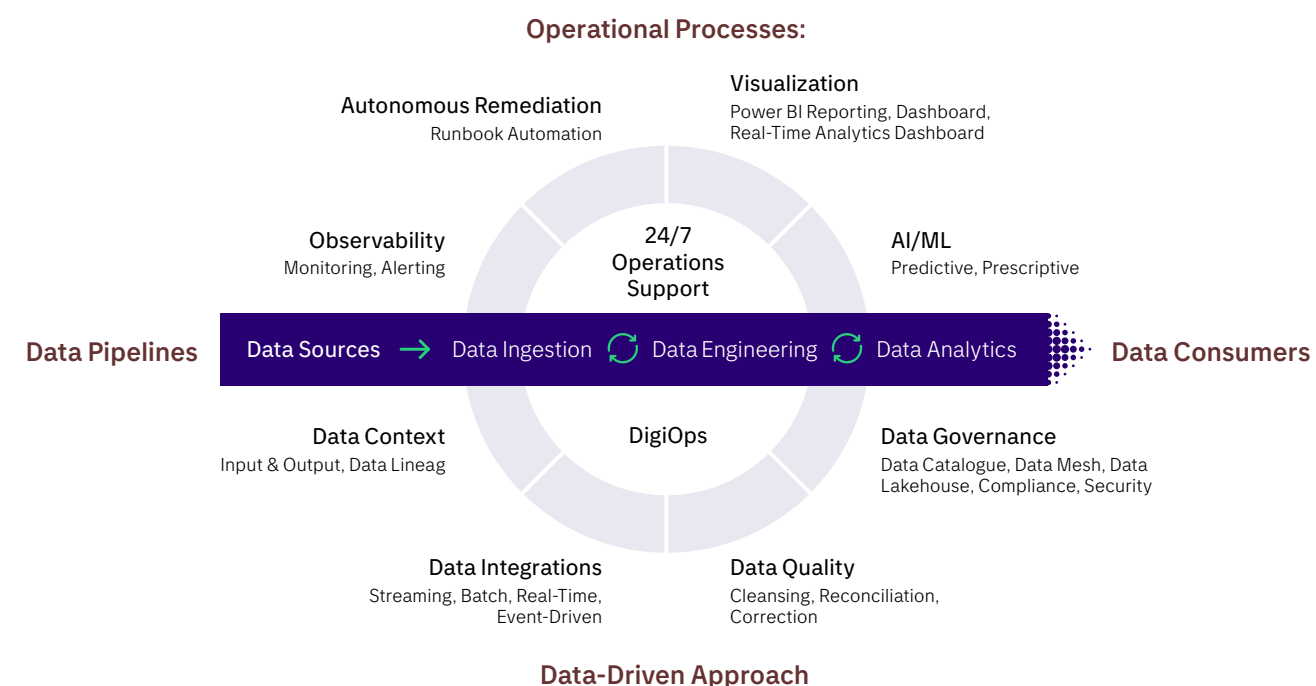 Operational Processes:
Autonomous Remediation
Runbook Automation
Visualization
Power BI Reporting, Dashboard,
Real-Time Analytics Dashboard
Observability
Monitoring, Alerting
24/7
Operations
Support
AI/ML
Predictive, Prescriptive
Data Pipelines
Data Sources
Data Ingestion
Data Engineering
Data Analytics
Data Consumers
Data Context
Input & Output, Data Lineag
DigiOps
Data Governance
Data Catalogue, Data Mesh, Data
Lakehouse, Compliance, Security
Data Integrations
Streaming, Batch, Real-Time,
Event-Driven
Data Quality
Cleansing, Reconciliation,
Correction
Data-Driven Approach